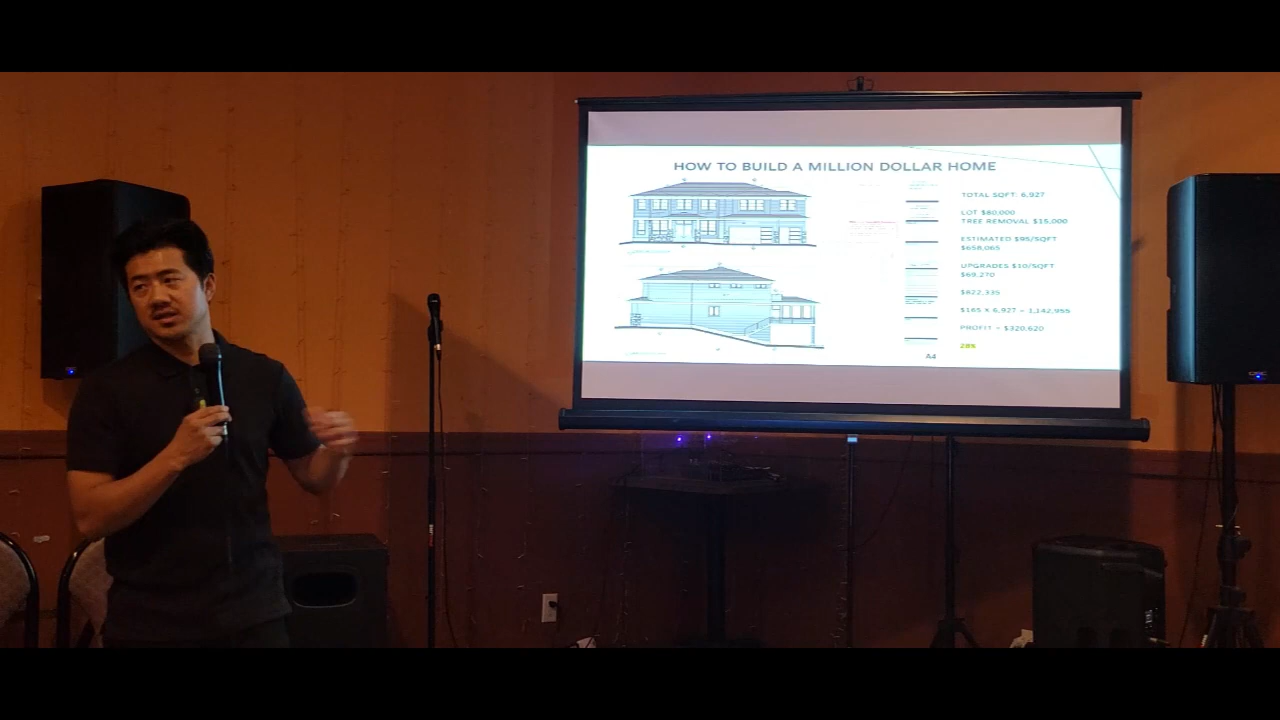 HOW TO BUILD A MILLION DOLLAR HOME
TOTAL SQFT: 6,927
LOT $80,000
TREE REMOVAL $15,000
ESTIMATED $95/SQFT
$658,065
UPGRADES $10/SQFT
$69,270
$822,335
$165 X 6,927 = 1,142,955
PROFIT = $320,620
28%
A4